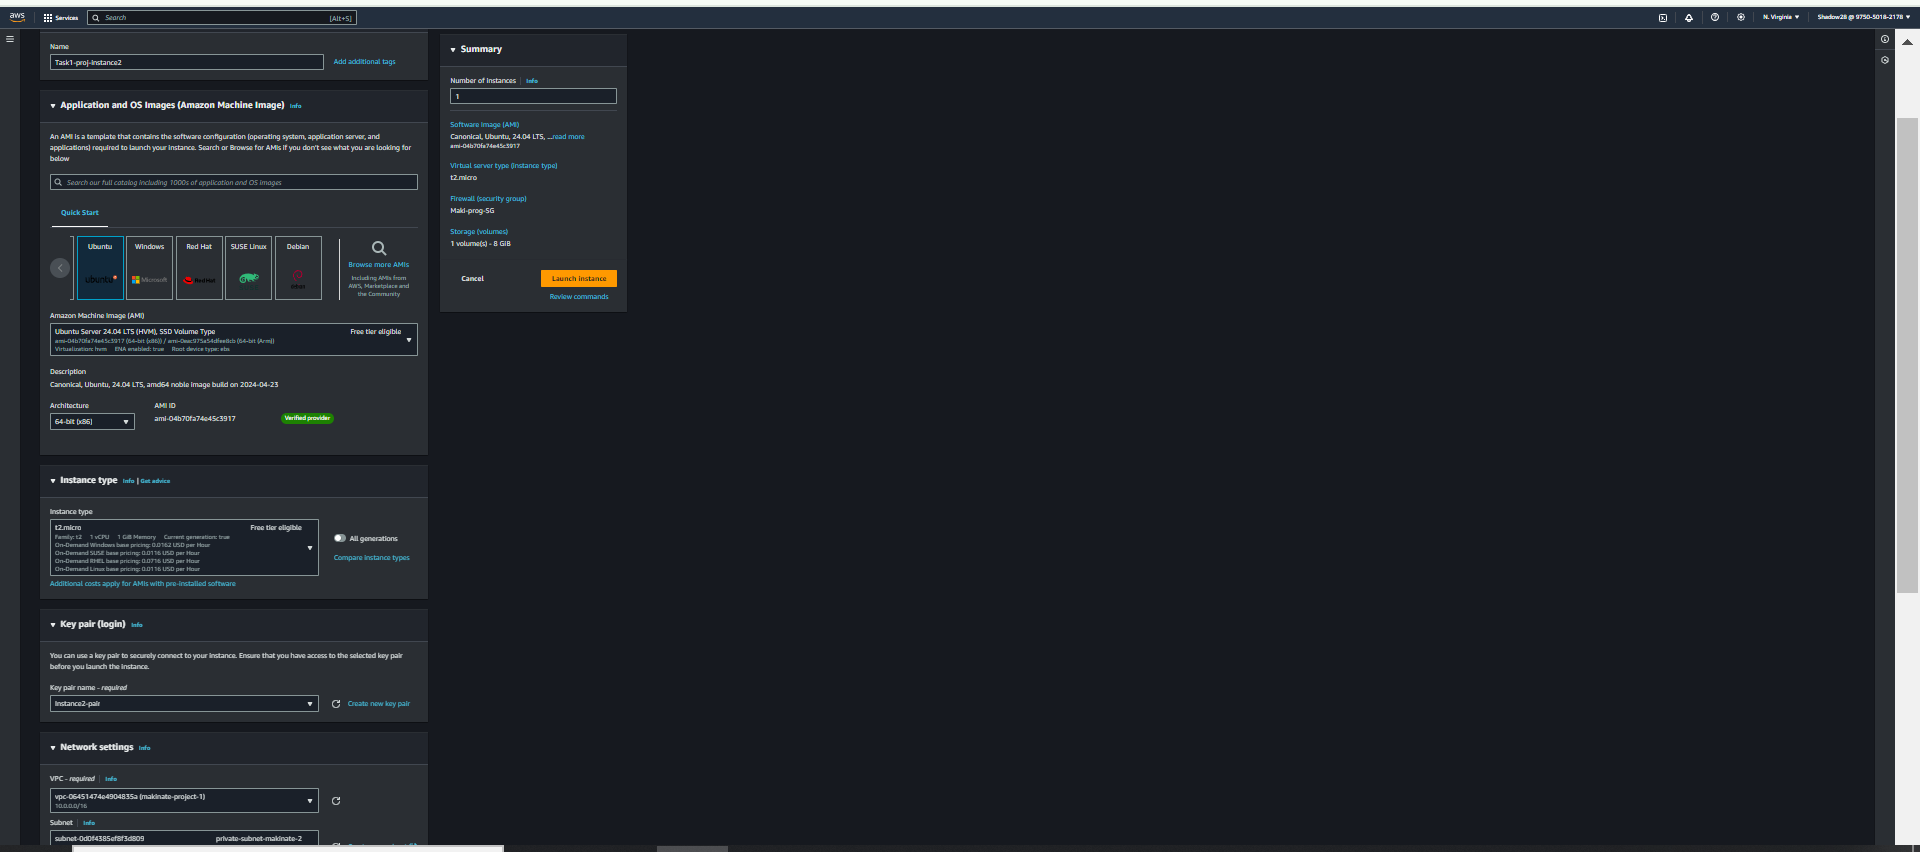 aws
Services
Search
[Alt+S]
N. Virginia
Shadow28 @ 9750-5018-2178
Name
Task1-proj-Instance2
Add additional tags
Application and OS Images (Amazon Machine Image) Info
An AMI is a template that contains the software configuration (operating system, application server, and
applications) required to launch your instance. Search or Browse for AMIs if you don't see what you are looking for
below
Search our full catalog including 1000s of application and OS images
Quick Start
Ubuntu
Windows
Red Hat
SUSE Linux
Debian
ubuntu
Microsoft
Red Hat
debian
Browse more AMIs
Including AMIs from
AWS, Marketplace and
the Community
Amazon Machine Image (AMI)
Ubuntu Server 24.04 LTS (HVM), SSD Volume Type
Free tier eligible
Virtualization: hvm ENA enabled: true Root device type: ebs
Description
Canonical, Ubuntu, 24.04 LTS, amd64 noble image build on 2024-04-23
Architecture
AMI ID
64-bit (x86)
ami-04b70fa74e45c3917
Verified provider
Instance type Info | Get advice
Instance type
t2.micro
Free tier eligible
Family: t2 1 vCPU 1 GiB Memory Current generation: true
On-Demand Windows base pricing: 0.0162 USD per Hour
On-Demand SUSE base pricing: 0.0116 USD per Hour
On-Demand RHEL base pricing: 0.0716 USD per Hour
On-Demand Linux base pricing: 0.0116 USD per Hour
All generations
Compare instance types
Additional costs apply for AMIs with pre-installed software
Key pair (login) Info
You can use a key pair to securely connect to your instance. Ensure that you have access to the selected key pair
before you launch the instance.
Key pair name - required
Instance2-pair
Create new key pair
Network settings Info
VPC - required Info
vpc-06451474e4904835a (makinate-project-1)
10.0.0.0/16
Subnet Info
subnet-0d0f4385ef8f3d809
private-subnet-makinate-2
Summary
Number of instances Info
1
Software Image (AMI)
Canonical, Ubuntu, 24.04 LTS, ...read more
ami-04b70fa74e45c3917
Virtual server type (instance type)
t2.micro
Firewall (security group)
Maki-prog-SG
Storage (volumes)
1 volume(s) - 8 GiB
Cancel
Launch instance
Review commands